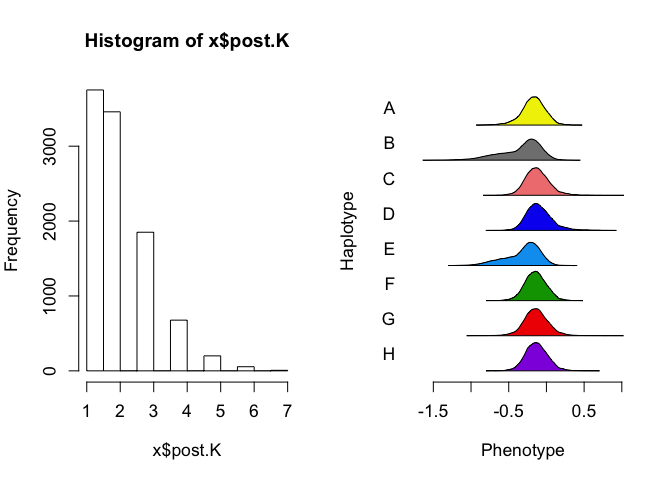 Histogram of x$post.K
Frequency
0
1000
2000
3000
1 2 3 4 5 6 7
x$post.K
Haplotype
A
B
C
D
E
F
G
H
-1.5 -0.5 0.5
Phenotype